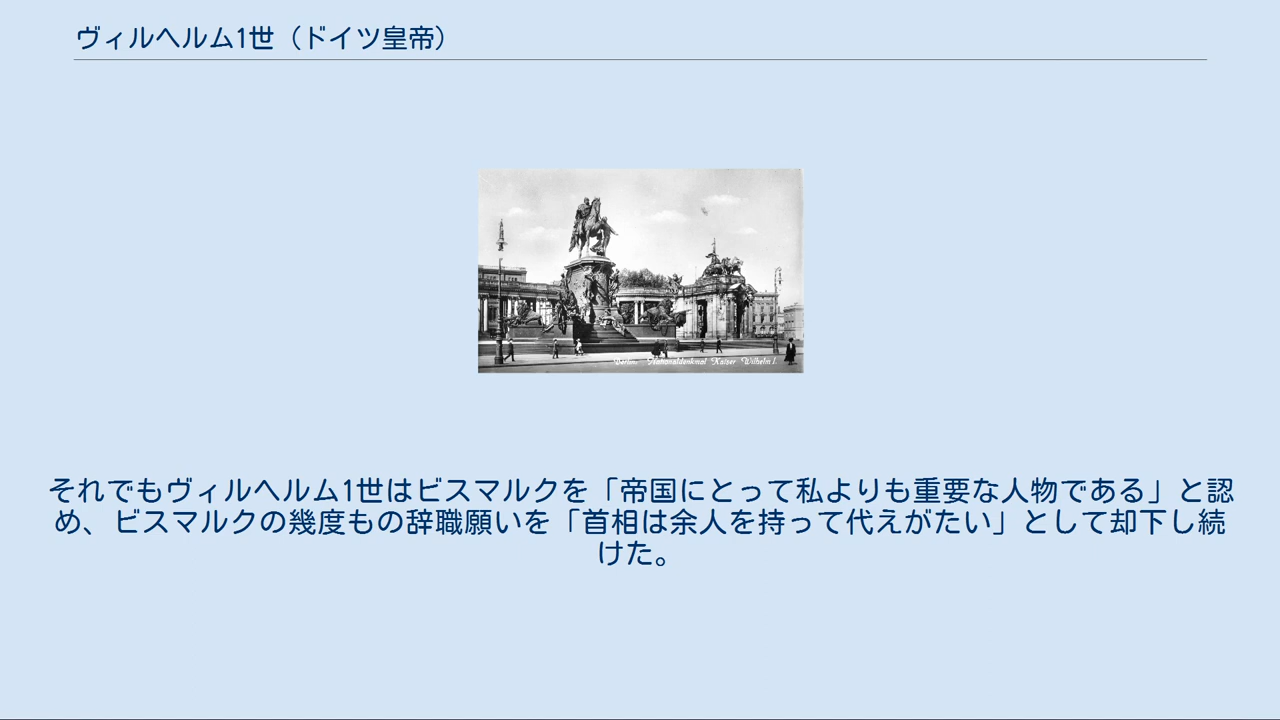 ヴィルヘルム1世（ドイツ皇帝）
Berlin - Nationaldenkmal Kaiser Wilhelm I.
それでもヴィルヘルム1世はビスマルクを「帝国にとって私よりも重要な人物である」と認
め、ビスマルクの幾度もの辞職願いを「首相は余人を持って代えがたい」として却下し続
けた。